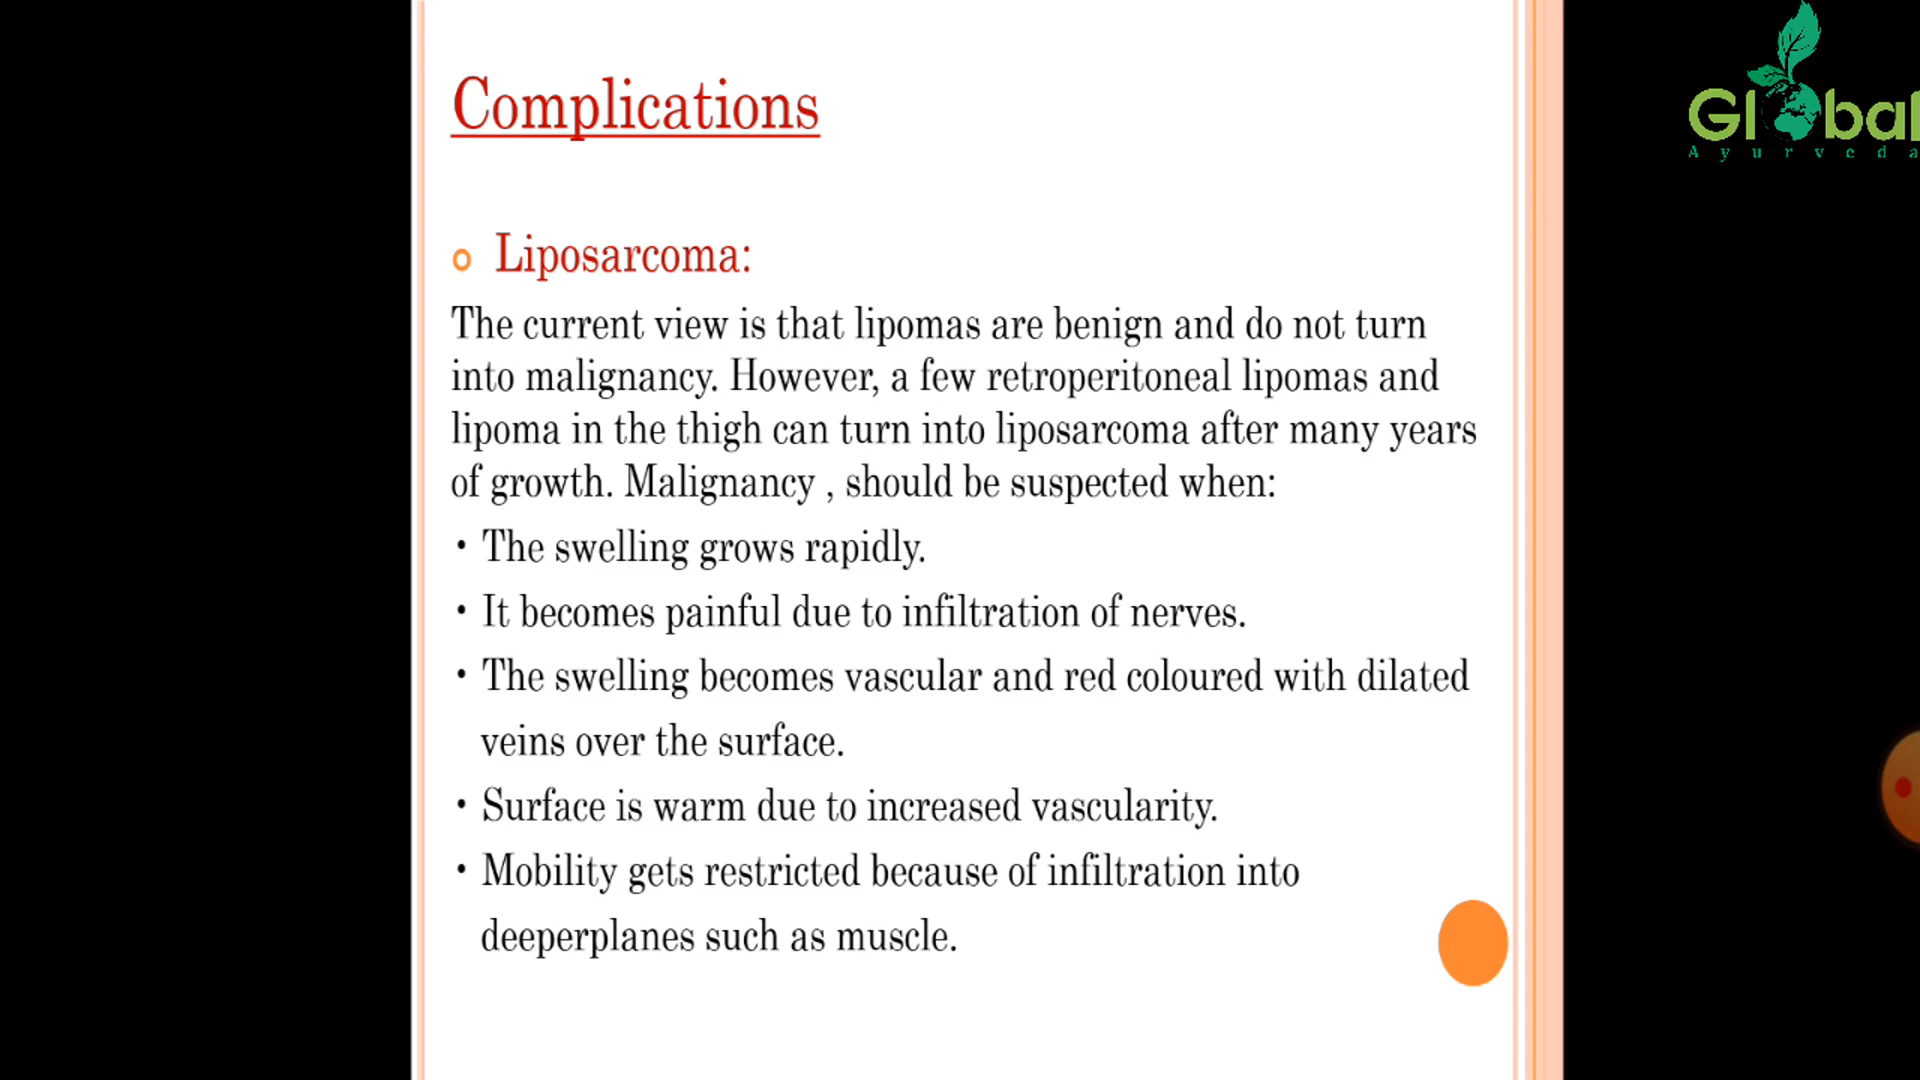 Complications
Global
Ayurveda
Liposarcoma:
The current view is that lipomas are benign and do not turn
into malignancy. However, a few retroperitoneal lipomas and
lipoma in the thigh can turn into liposarcoma after many years
of growth. Malignancy , should be suspected when:
• The swelling grows rapidly.
• It becomes painful due to infiltration of nerves.
• The swelling becomes vascular and red coloured with dilated
veins over the surface.
• Surface is warm due to increased vascularity.
• Mobility gets restricted because of infiltration into
deeperplanes such as muscle.